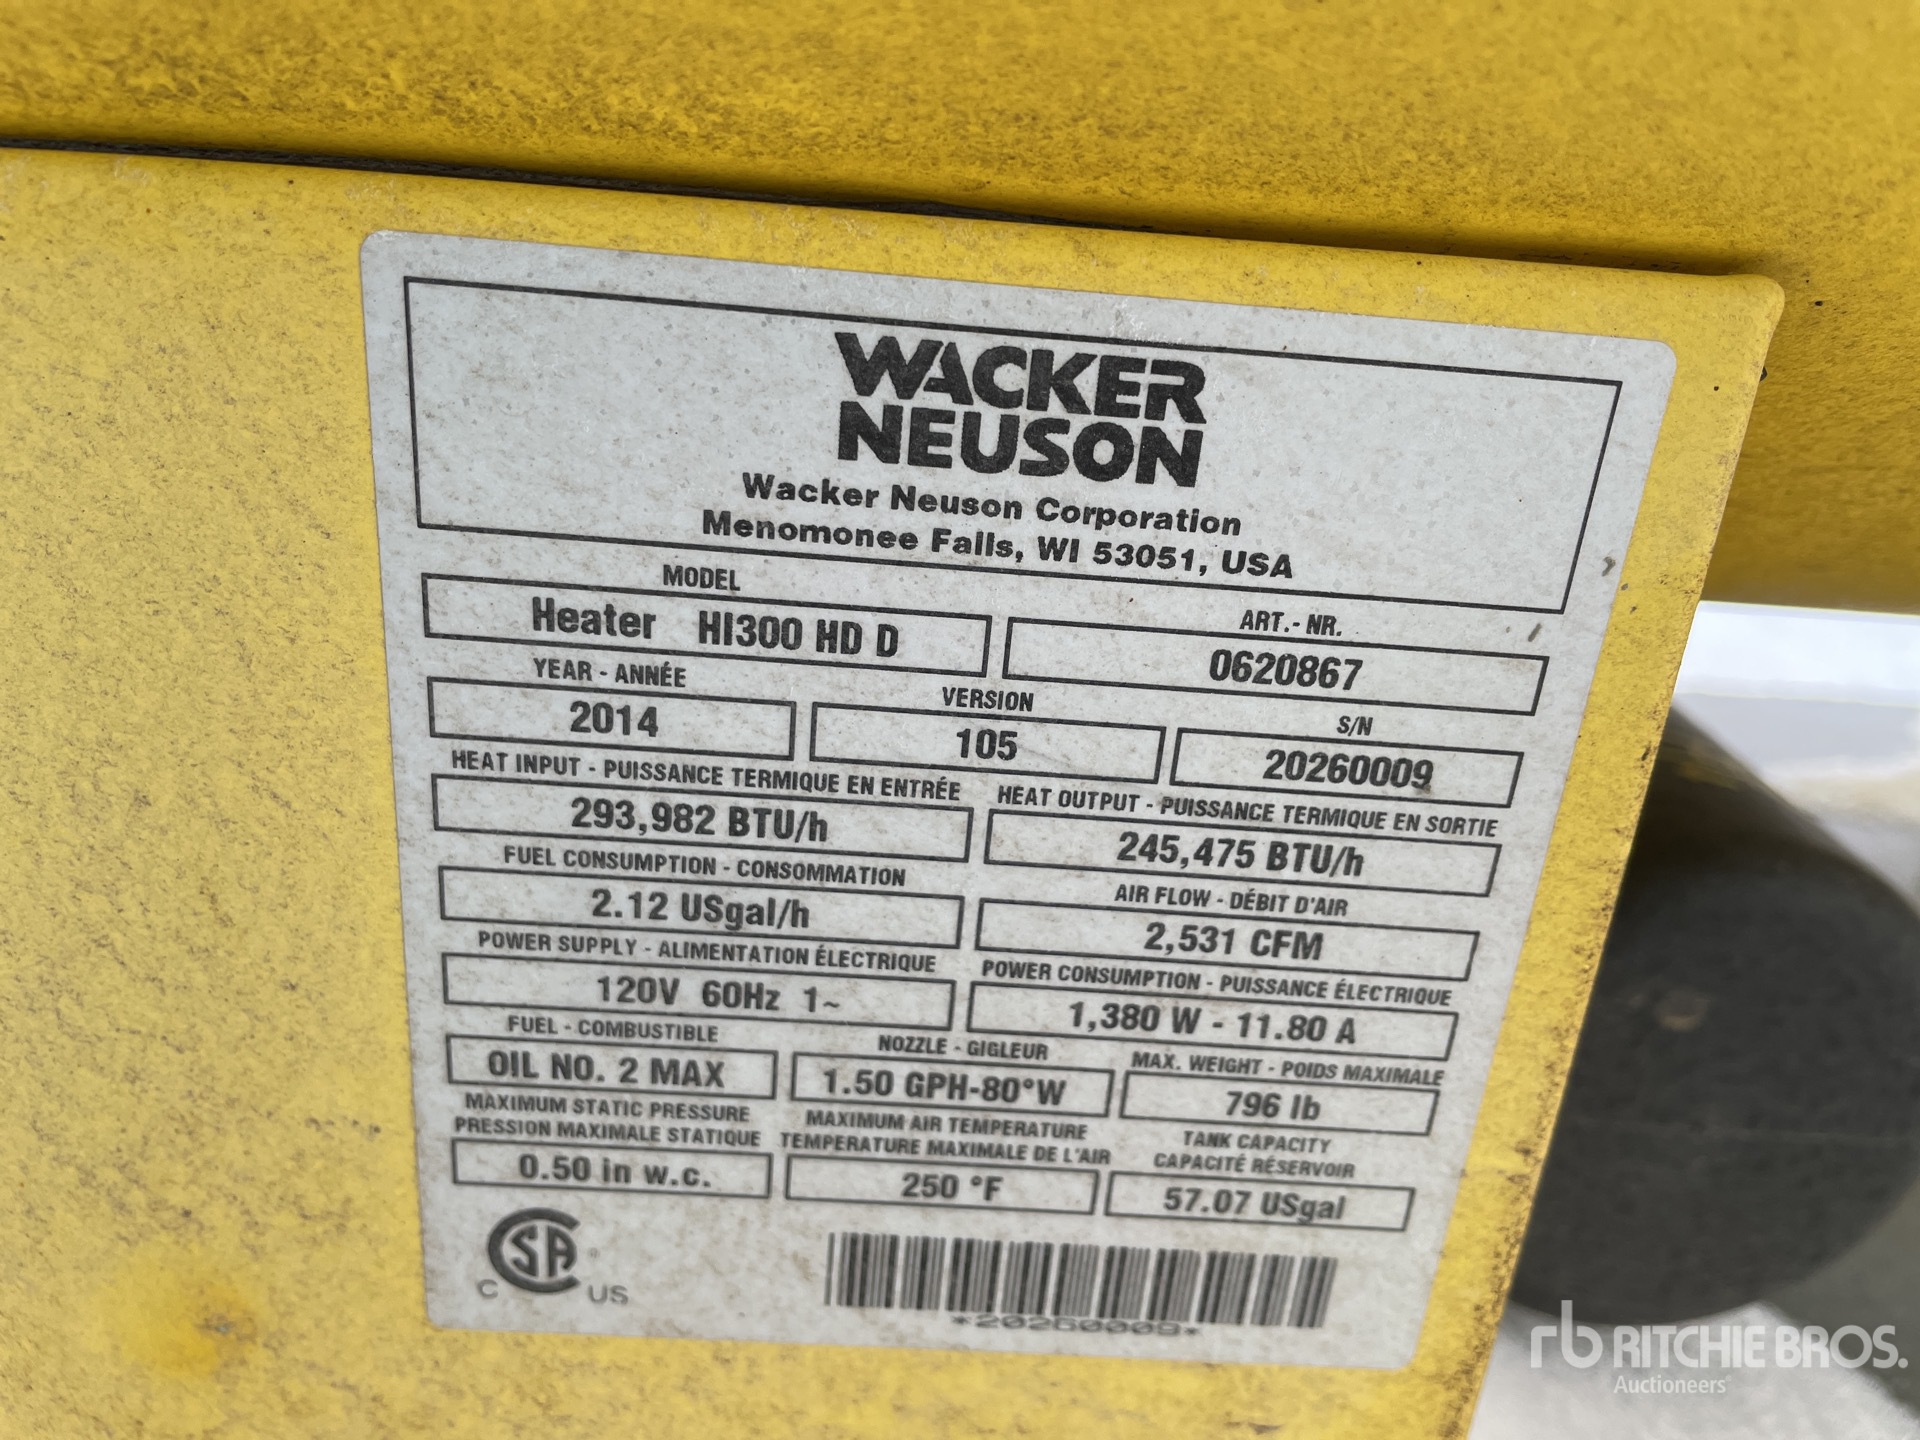 WACKER
NEUSON
Wacker Neuson Corporation
Menomonee Falls, WI 53051, USA
MODEL
Heater HI300 HD D
ART.- NR.
0620867
YEAR - ANNÉE
2014
VERSION
105
S/N
20260009
HEAT INPUT - PUISSANCE TERMIQUE EN ENTRÉE
293,982 BTU/h
HEAT OUTPUT - PUISSANCE TERMIQUE EN SORTIE
245,475 BTU/h
FUEL CONSUMPTION - CONSOMMATION
2.12 USgal/h
AIR FLOW - DÉBIT D'AIR
2,531 CFM
POWER SUPPLY - ALIMENTATION ÉLECTRIQUE
120V 60Hz 1~
POWER CONSUMPTION - PUISSANCE ÉLECTRIQUE
1,380 W - 11.80 A
FUEL - COMBUSTIBLE
OIL NO. 2 MAX
NOZZLE - GIGLEUR
1.50 GPH-80°W
MAX. WEIGHT - POIDS MAXIMALE
796 lb
MAXIMUM STATIC PRESSURE
PRESSION MAXIMALE STATIQUE
0.50 in w.c.
MAXIMUM AIR TEMPERATURE
TEMPERATURE MAXIMALE DE L'AIR
250 °F
TANK CAPACITY
CAPACITÉ RÉSERVOIR
57.07 USgal
CSA ®
C US
*20260009*
rb RITCHIE BROS.
Auctioneers